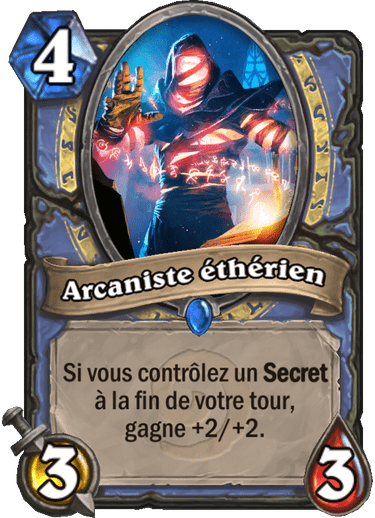 4
Arcaniste éthérien
Si vous contrôlez un Secret
à la fin de votre tour,
gagne +2/+2.
3
3